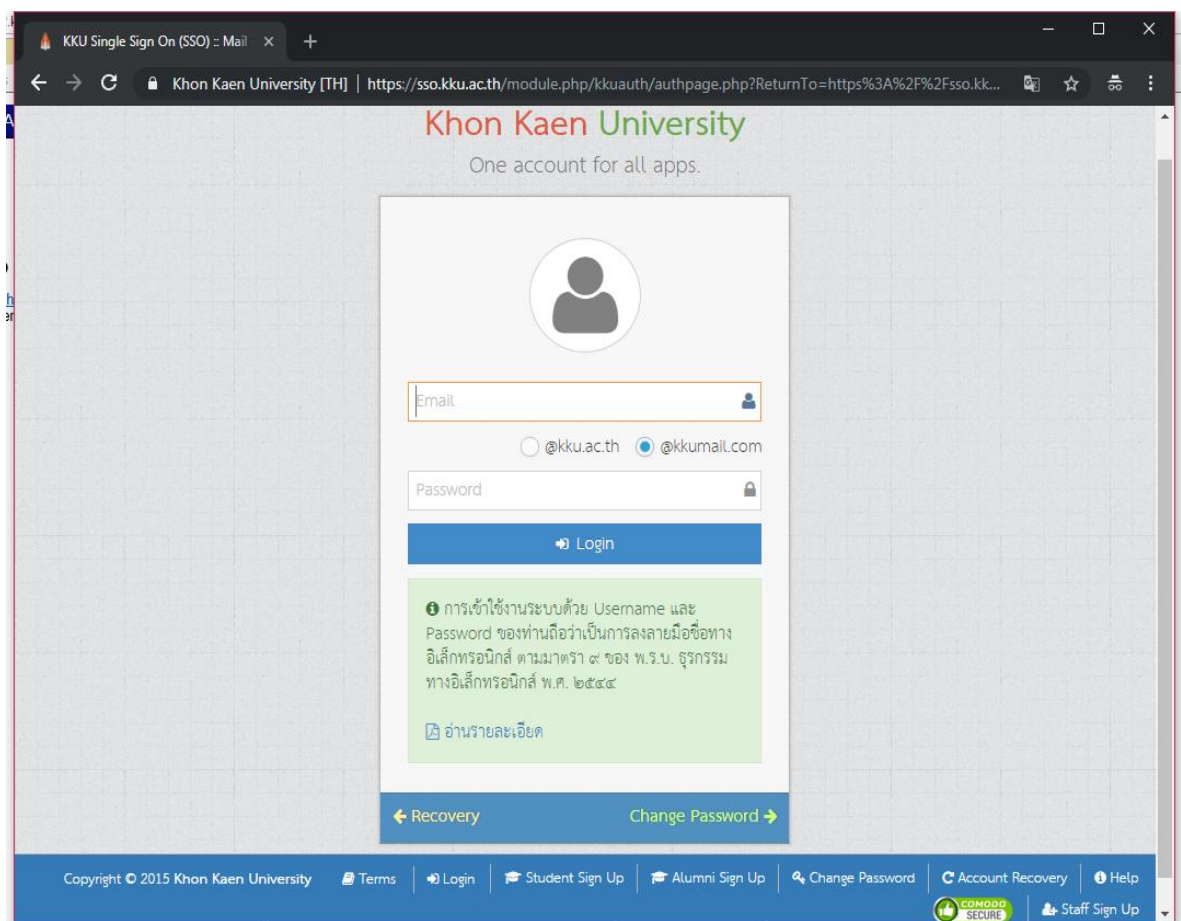 KKU Single Sign On (SSO) :: Mail
Khon Kaen University [TH] | https://sso.kku.ac.th/module.php/kkuauth/authpage.php?ReturnTo=https%3A%2F%2Fsso.kk...
Khon Kaen University
One account for all apps.
Email
@kku.ac.th @kkumail.com
Password
Login
การเข้าใช้งานระบบด้วย Username และ
Password ของท่านถือว่าเป็นการลงลายมือชื่อทาง
อิเล็กทรอนิกส์ ตามมาตรา ๙ ของ พ.ร.บ. ธุรกรรม
ทางอิเล็กทรอนิกส์ พ.ศ. ๒๕๔๔
อ่านรายละเอียด
Recovery Change Password
Copyright © 2015 Khon Kaen University Terms Login Student Sign Up Alumni Sign Up Change Password Account Recovery Help
COMODO SECURE Staff Sign Up